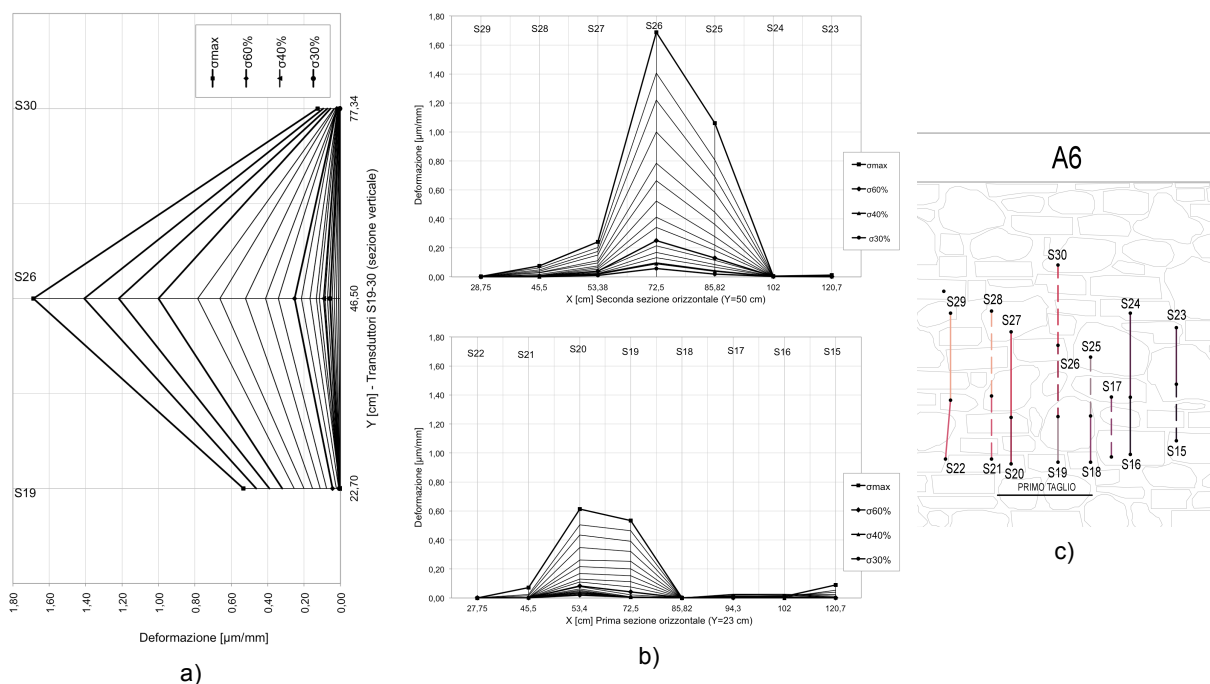 σmax
σ60%
σ40%
σ30%
S30
S26
S19
77,34
46,50
22,70
Y [cm] - Transduttori S19-30 (sezione verticale)
1,80 1,60 1,40 1,20 1,00 0,80 0,60 0,40 0,20 0,00
Deformazione [µm/mm]
a)
1,80
1,60
1,40
1,20
1,00
0,80
0,60
0,40
0,20
0,00
Deformazione [µm/mm]
S29 S28 S27 S26 S25 S24 S23
σmax
σ60%
σ40%
σ30%
28,75 45,5 53,38 72,5 85,82 102 120,7
X [cm] Seconda sezione orizzontale (Y=50 cm)
1,80
1,60
1,40
1,20
1,00
0,80
0,60
0,40
0,20
0,00
Deformazione [µm/mm]
S22 S21 S20 S19 S18 S17 S16 S15
σmax
σ60%
σ40%
σ30%
27,75 45,5 53,4 72,5 85,82 94,3 102 120,7
X [cm] Prima sezione orizzontale (Y=23 cm)
b)
A6
S30
S29 S28 S24
S27 S23
S25
S26
S17
S15
S22 S21 S20 S19 S18 S16
PRIMO TAGLIO
c)